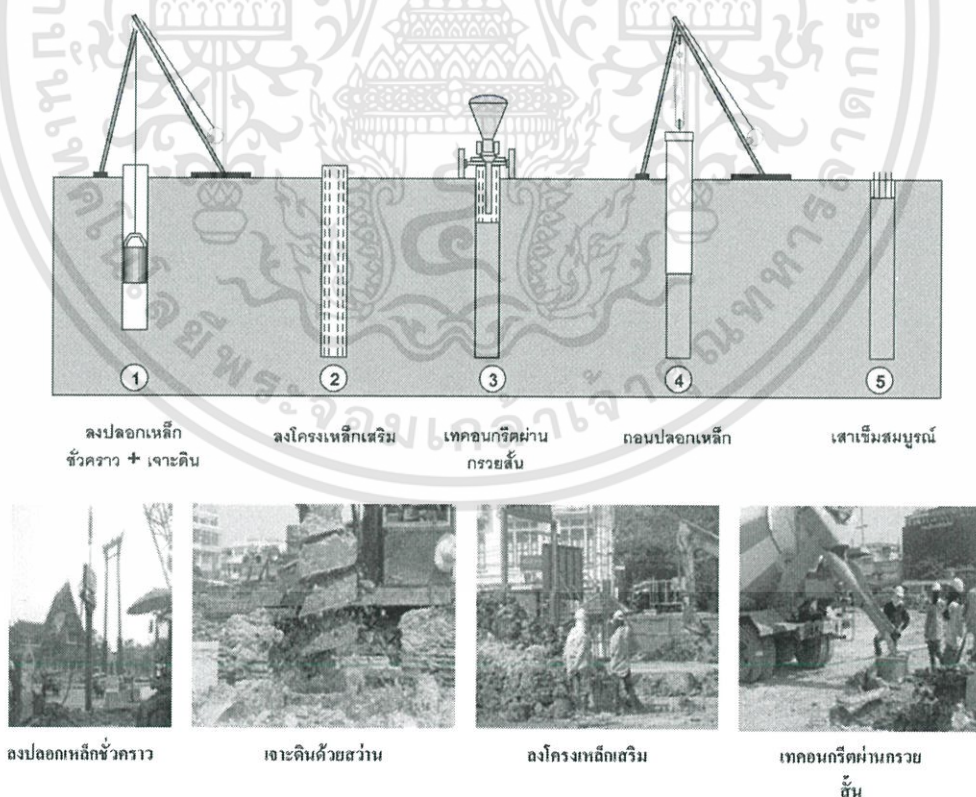 1
2
3
4
5
ลงปลอกเหล็ก
ชั่วคราว + เจาะดิน
ลงโครงเหล็กเสริม
เทคอนกรีตผ่าน
กรวยสั้น
ถอนปลอกเหล็ก
เสาเข็มสมบูรณ์
ลงปลอกเหล็กชั่วคราว
เจาะดินด้วยสว่าน
ลงโครงเหล็กเสริม
เทคอนกรีตผ่านกรวย
สั้น